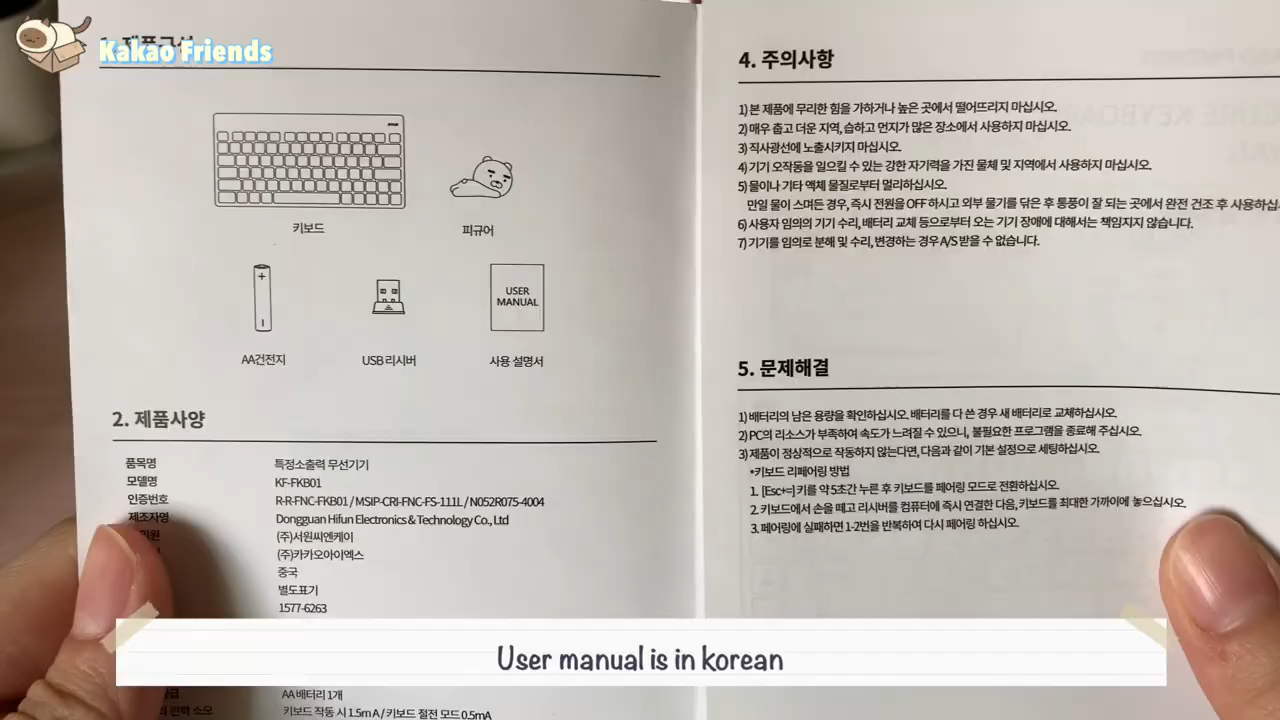 Kakao Friends
키보드
피규어
USER
MANUAL
AA건전지
USB 리시버
사용 설명서
2. 제품사양
품목명 특정소출력 무선기기
모델명 KF-FKB01
인증번호 R-R-FNC-FKB01 / MSIP-CRI-FNC-FS-111L / N052R075-4004
제조자명 Dongguan Hifun Electronics & Technology Co., Ltd
(주)서원씨엔케이
(주)카카오아이엑스
중국
별도표기
1577-6263
AA 배터리 1개
키보드 작동 시 1.5mA / 키보드 절전 모드 0.5mA
4. 주의사항
1) 본 제품에 무리한 힘을 가하거나 높은 곳에서 떨어뜨리지 마십시오.
2) 매우 춥고 더운 지역, 습하고 먼지가 많은 장소에서 사용하지 마십시오.
3) 직사광선에 노출시키지 마십시오.
4) 기기 오작동을 일으킬 수 있는 강한 자기력을 가진 물체 및 지역에서 사용하지 마십시오.
5) 물이나 기타 액체 물질로부터 멀리하십시오.
만일 물이 스며든 경우, 즉시 전원을 OFF 하시고 외부 물기를 닦은 후 통풍이 잘 되는 곳에서 완전 건조 후 사용하십
6) 사용자 임의의 기기 수리, 배터리 교체 등으로부터 오는 기기 장애에 대해서는 책임지지 않습니다.
7) 기기를 임의로 분해 및 수리, 변경하는 경우 A/S 받을 수 없습니다.
5. 문제해결
1) 배터리의 남은 용량을 확인하십시오. 배터리를 다 쓴 경우 새 배터리로 교체하십시오.
2) PC의 리소스가 부족하여 속도가 느려질 수 있으니, 불필요한 프로그램을 종료해 주십시오.
3) 제품이 정상적으로 작동하지 않는다면, 다음과 같이 기본 설정으로 세팅하십시오.
*키보드 리페어링 방법
1. [Esc+=] 키를 약 5초간 누른 후 키보드를 페어링 모드로 전환하십시오.
2. 키보드에서 손을 떼고 리시버를 컴퓨터에 즉시 연결한 다음, 키보드를 최대한 가까이에 놓으십시오.
3. 페어링에 실패하면 1-2번을 반복하여 다시 페어링 하십시오.
User manual is in korean